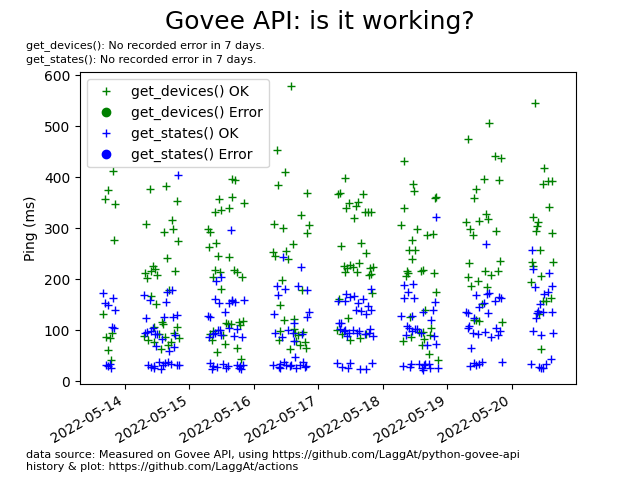 Govee API: is it working?
get_devices(): No recorded error in 7 days.
get_states(): No recorded error in 7 days.
get_devices() OK
get_devices() Error
get_states() OK
get_states() Error
Ping (ms)
600
500
400
300
200
100
0
2022-05-14
2022-05-15
2022-05-16
2022-05-17
2022-05-18
2022-05-19
2022-05-20
data source: Measured on Govee API, using https://github.com/LaggAt/python-govee-api
history & plot: https://github.com/LaggAt/actions